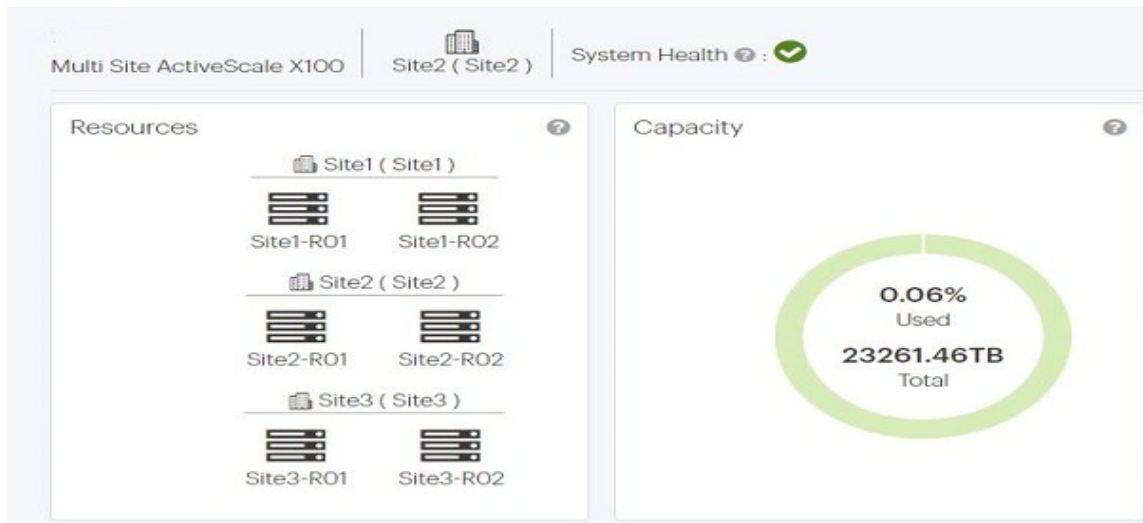 Multi Site ActiveScale X100
Site2 ( Site2 )
System Health ? :
Resources ?
Site1 ( Site1 )
Site1-R01 Site1-R02
Site2 ( Site2 )
Site2-R01 Site2-R02
Site3 ( Site3 )
Site3-R01 Site3-R02
Capacity ?
0.06%
Used
23261.46TB
Total